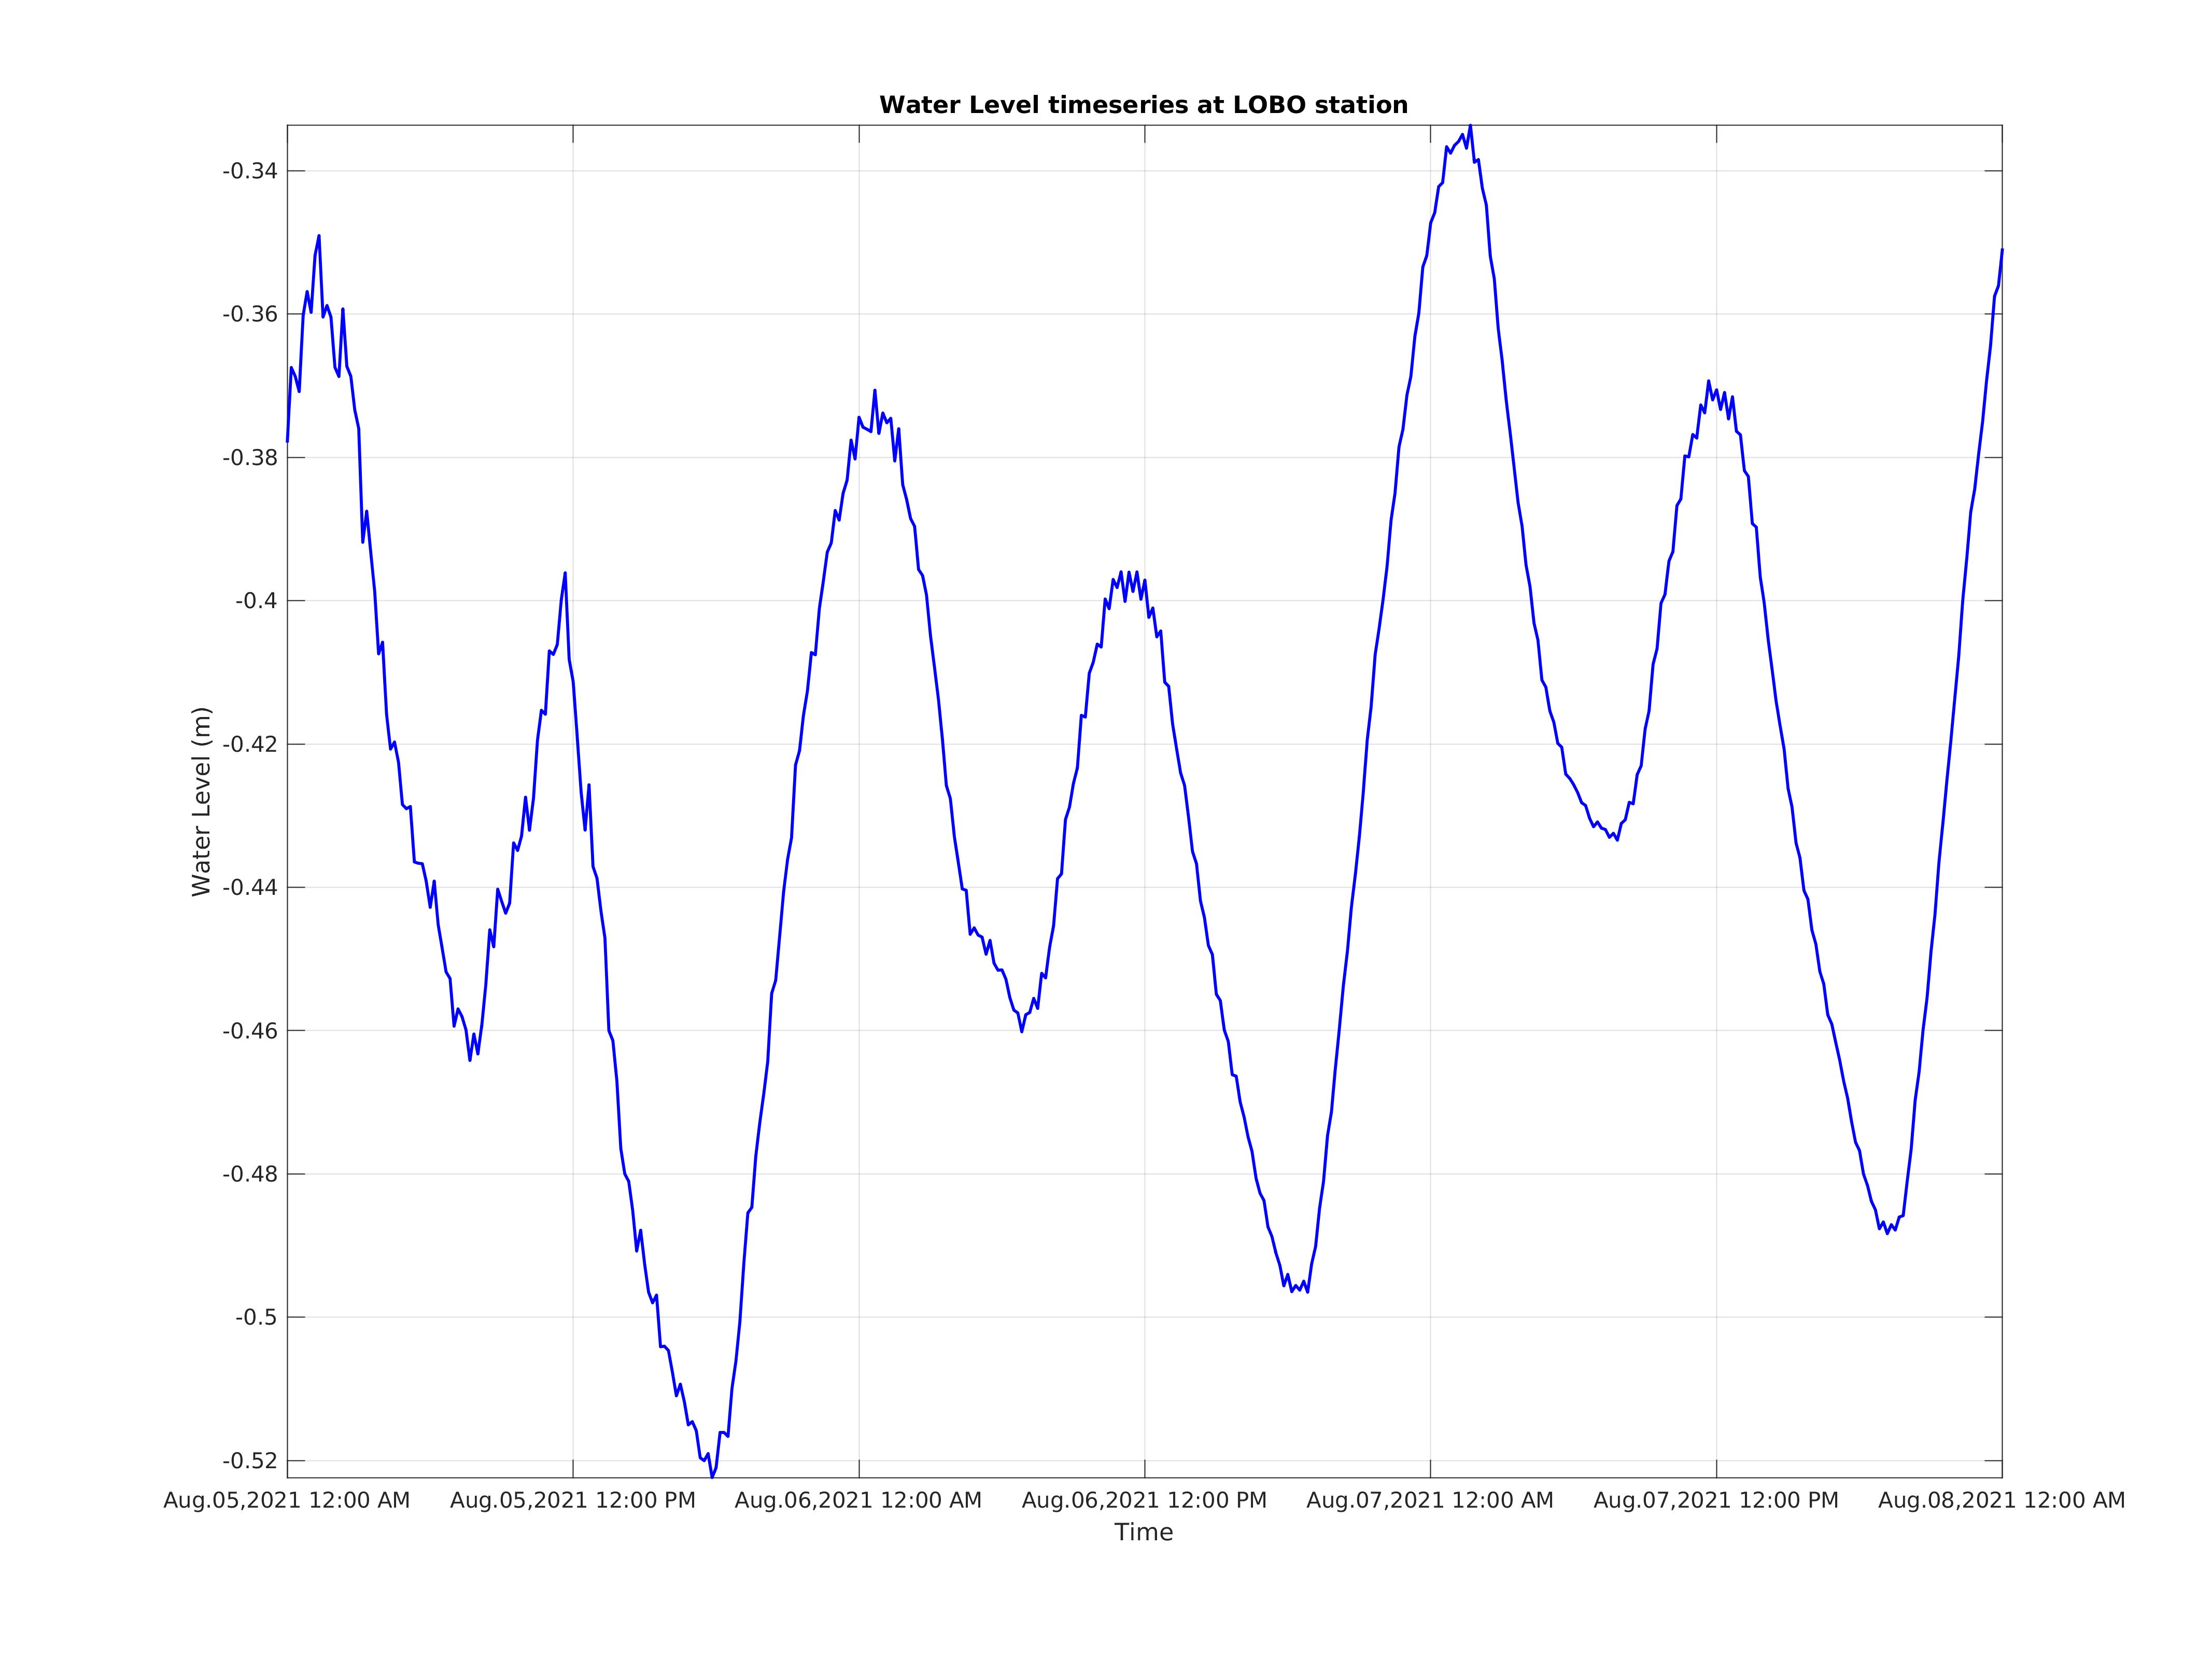 Water Level timeseries at LOBO station
-0.34
-0.36
-0.38
-0.4
-0.42
-0.44
-0.46
-0.48
-0.5
-0.52
Water Level (m)
Aug.05,2021 12:00 AM Aug.05,2021 12:00 PM Aug.06,2021 12:00 AM Aug.06,2021 12:00 PM Aug.07,2021 12:00 AM Aug.07,2021 12:00 PM Aug.08,2021 12:00 AM
Time